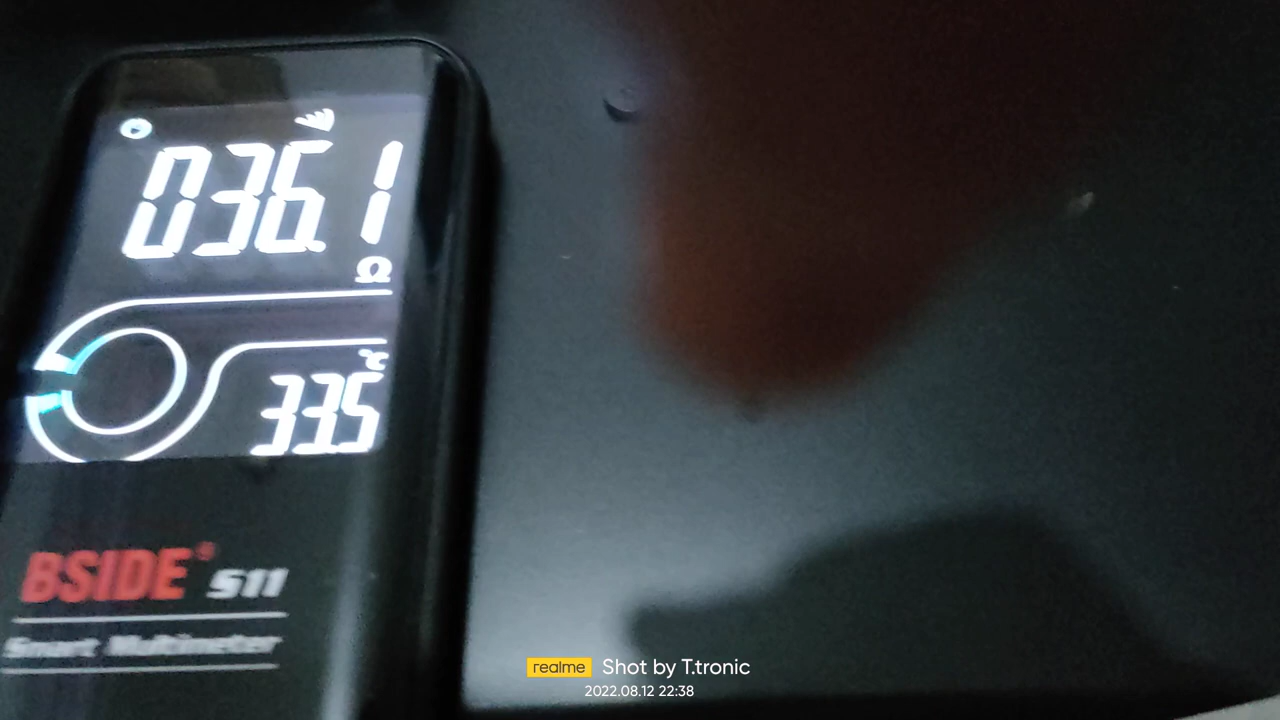 036.1
Ω
°C
33.5
BSIDE® S11
Smart Multimeter
realme Shot by T.tronic
2022.08.12 22:38